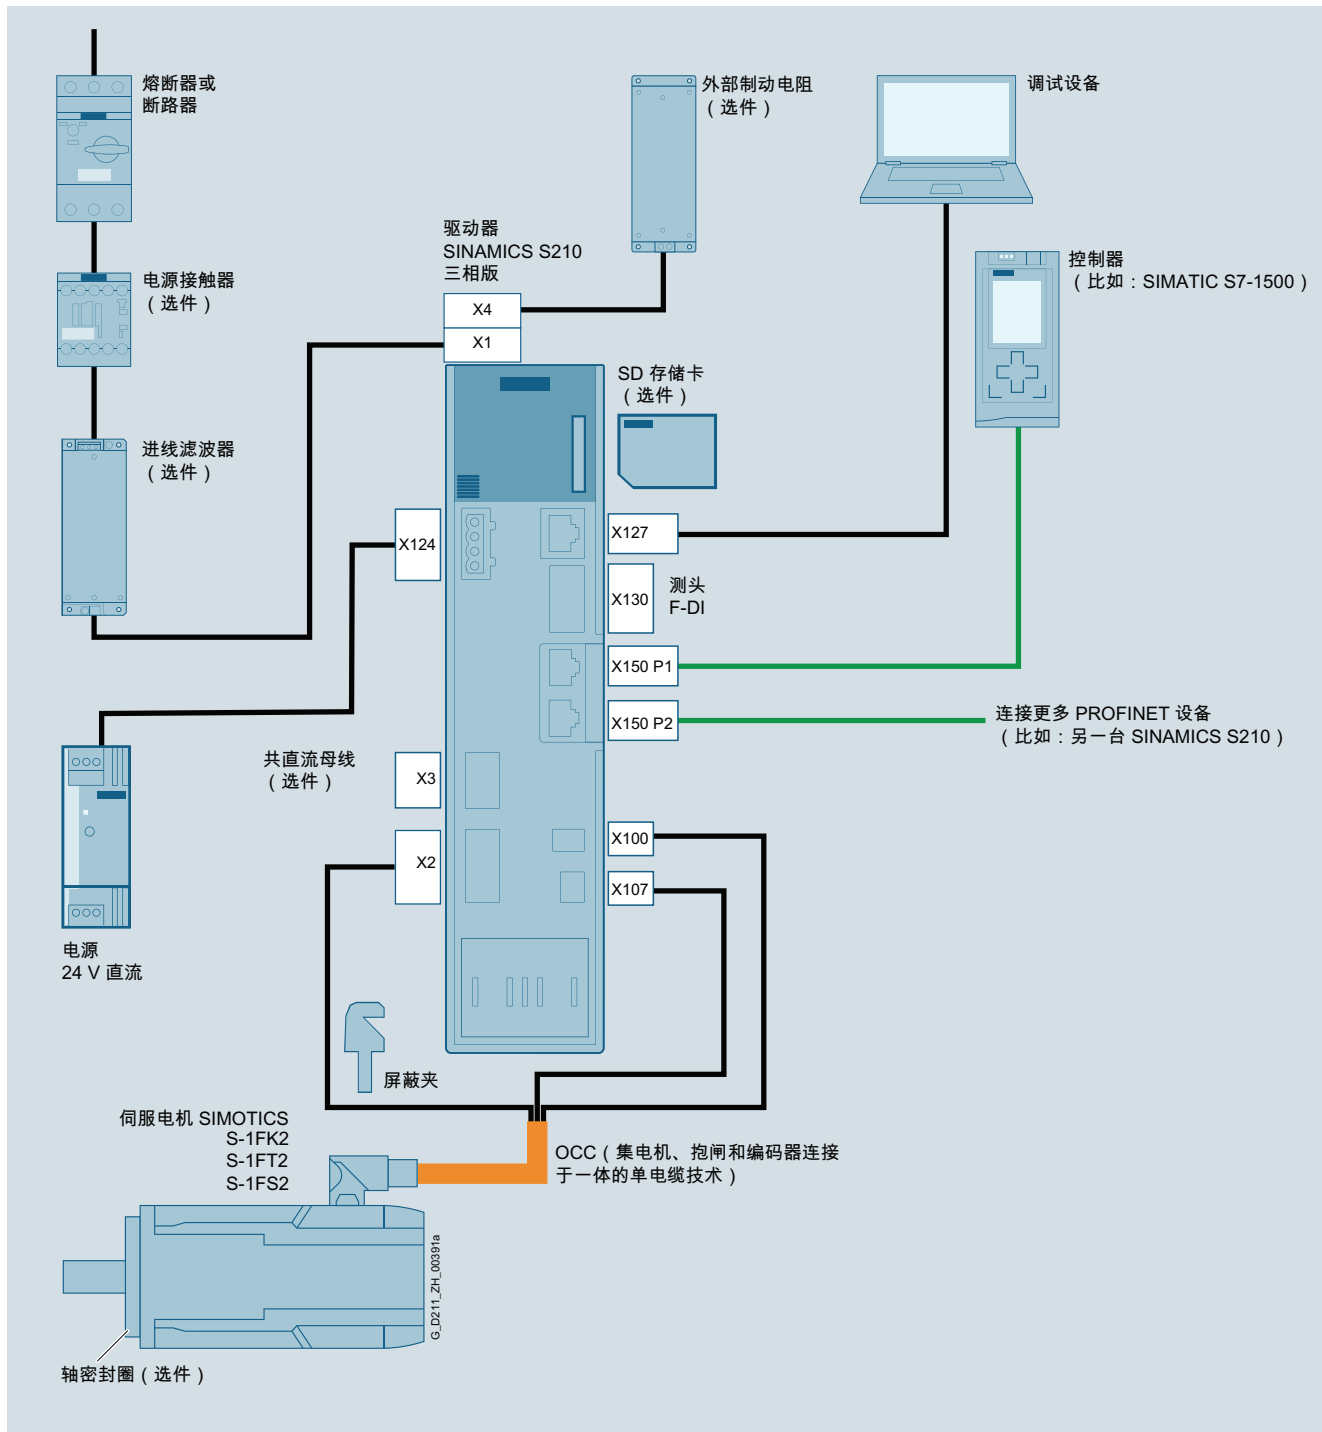 熔断器或
断路器
外部制动电阻
（选件）
调试设备
驱动器
SINAMICS S210
三相版
控制器
（比如：SIMATIC S7-1500）
电源接触器
（选件）
X4
X1
SD 存储卡
（选件）
进线滤波器
（选件）
X124
X127
X130
测头
F-DI
X150 P1
X150 P2
连接更多 PROFINET 设备
（比如：另一台 SINAMICS S210）
共直流母线
（选件）
X3
X2
X100
X107
电源
24 V 直流
屏蔽夹
伺服电机 SIMOTICS
S-1FK2
S-1FT2
S-1FS2
OCC（集电机、抱闸和编码器连接
于一体的单电缆技术）
G_D211_ZH_00391a
轴密封圈（选件）